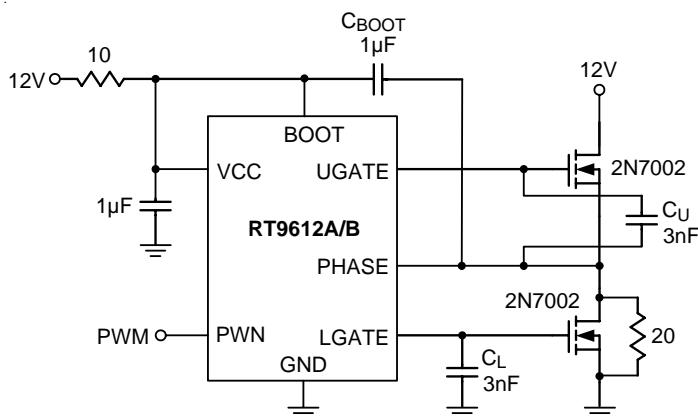 CBOOT
1µF
10
12V
12V
BOOT
VCC
UGATE
2N7002
1µF
CU
3nF
RT9612A/B
PHASE
2N7002
PWM
PWN
LGATE
20
CL
3nF
GND